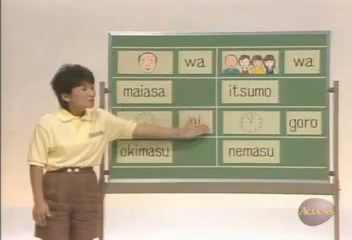 wa wa
maiasa itsumo
ni goro
okimasu nemasu
ACCESS